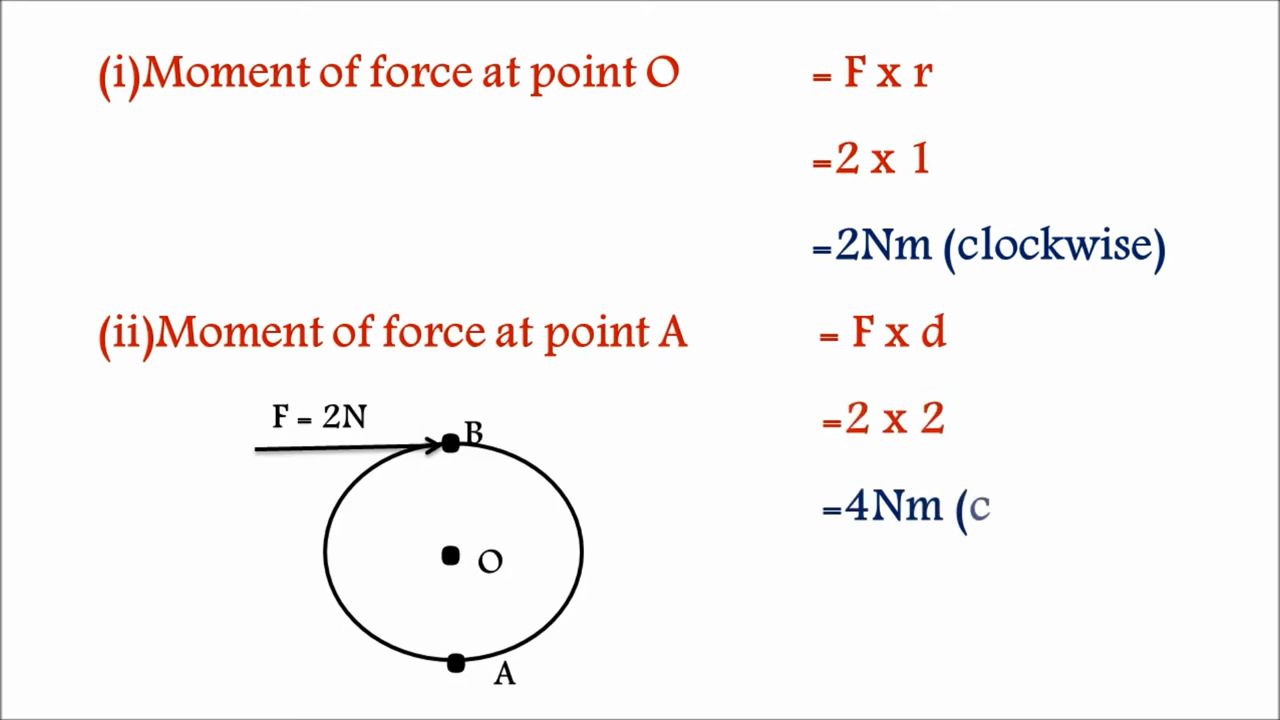 (i)Moment of force at point O = F x r
=2 x 1
=2Nm (clockwise)
(ii)Moment of force at point A = F x d
F = 2N
B
=2 x 2
=4Nm (c
O
A